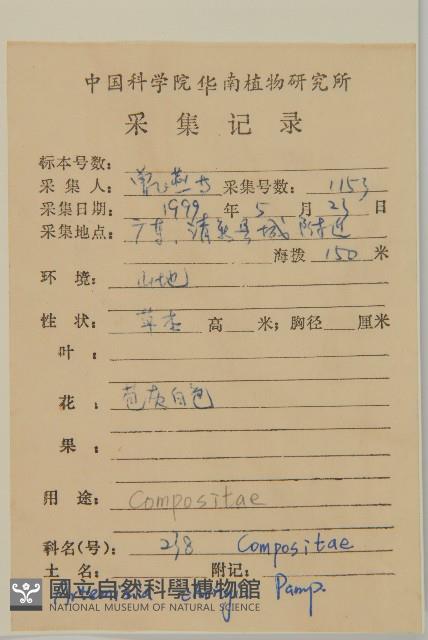 中国科学院华南植物研究所
采集记录
标本号数:
采集人: 采集号数: 1153
采集日期: 1999 年 5 月 23 日
采集地点: 广东, 清新县城附近
海拨 150 米
环境: 山地
性状: 草本 高 米; 胸径 厘米
叶:
花: 苞灰白色
果:
用途: Compositae
科名(号): 238 Compositae
土名: 附记:
Artemisia Pamp.
國立自然科學博物館
NATIONAL MUSEUM OF NATURAL SCIENCE